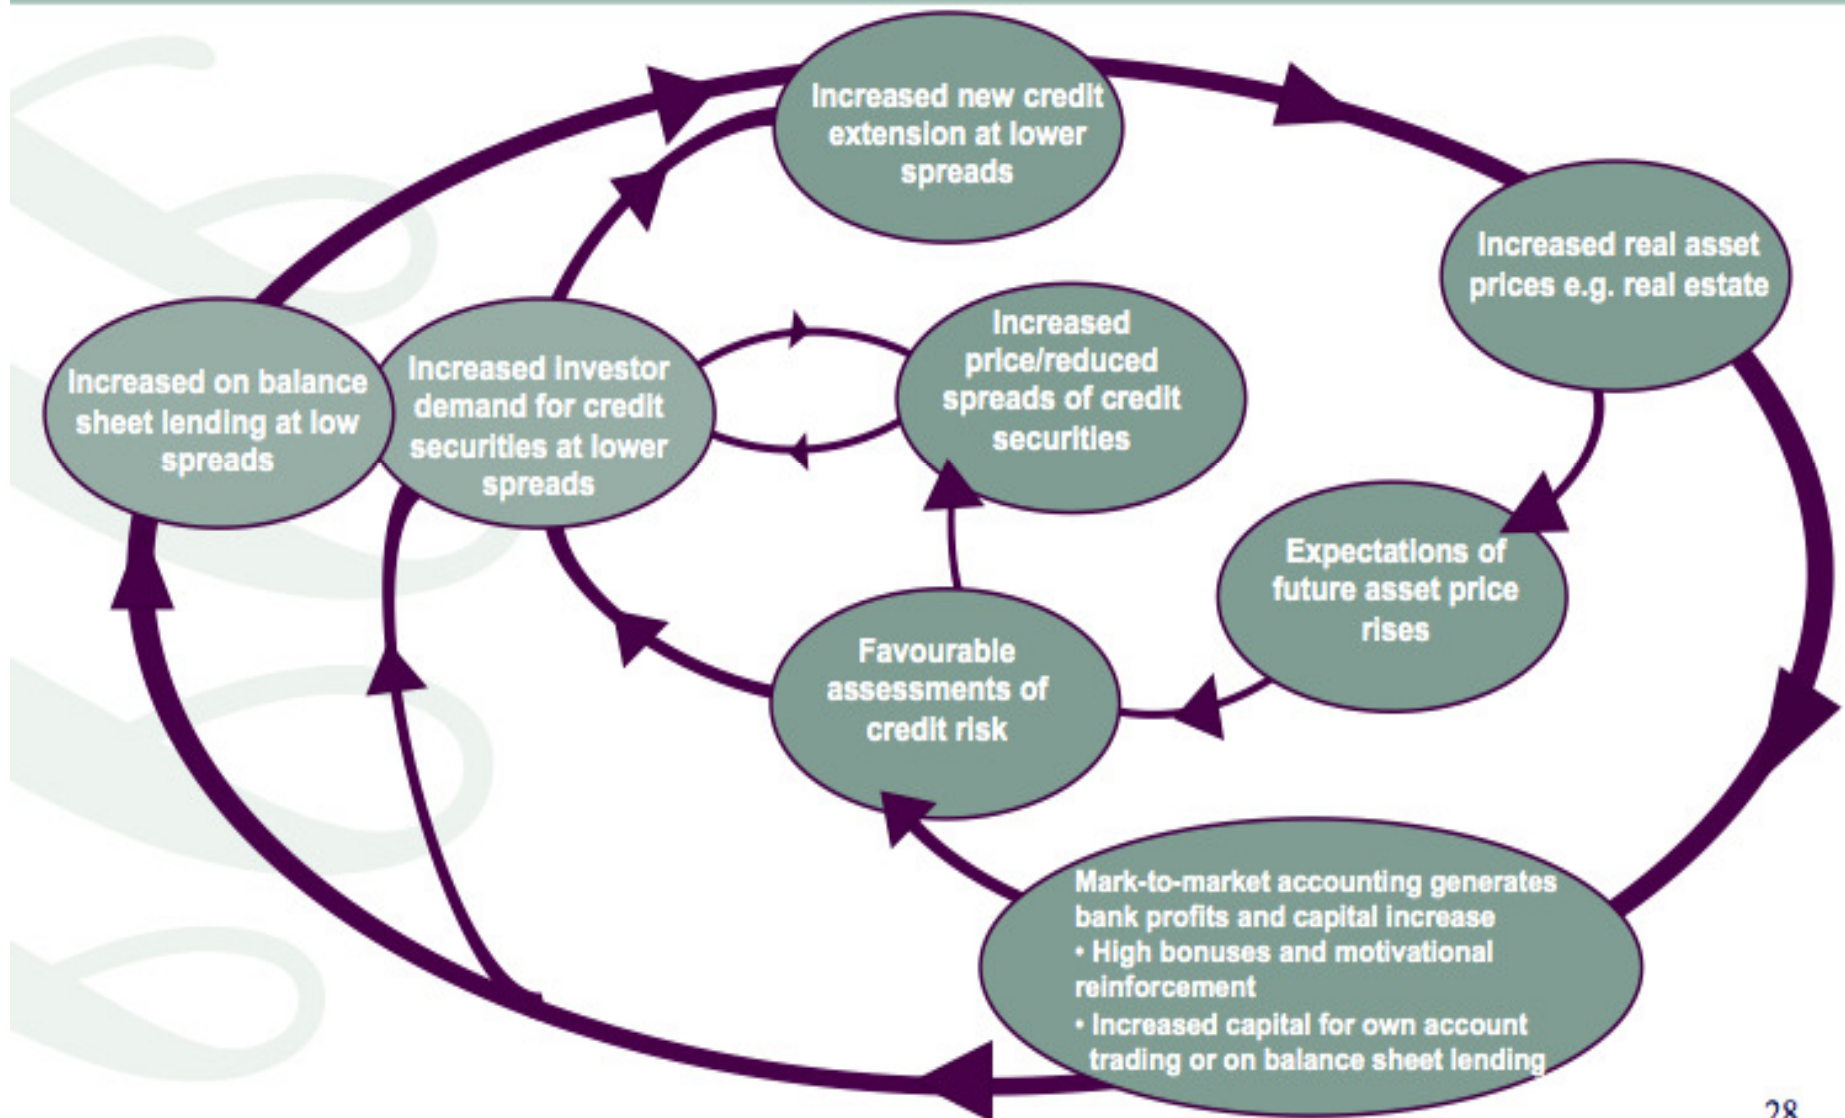 Increased new credit
extension at lower
spreads
Increased real asset
prices e.g. real estate
Increased on balance
sheet lending at low
spreads
Increased investor
demand for credit
securities at lower
spreads
Increased
price/reduced
spreads of credit
securities
Expectations of
future asset price
rises
Favourable
assessments of
credit risk
Mark-to-market accounting generates
bank profits and capital increase
• High bonuses and motivational
reinforcement
• Increased capital for own account
trading or on balance sheet lending
28